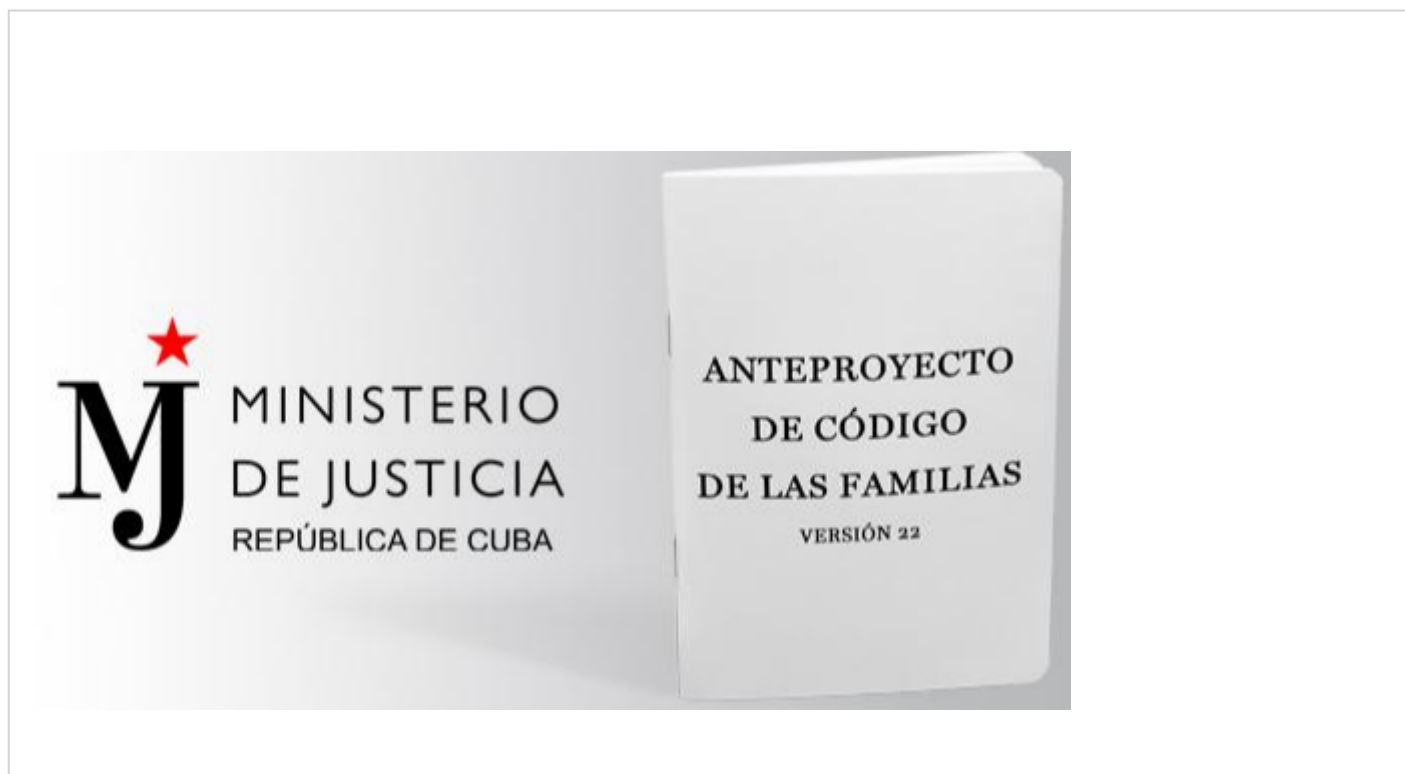 MJ
MINISTERIO
DE JUSTICIA
REPÚBLICA DE CUBA
ANTEPROYECTO
DE CÓDIGO
DE LAS FAMILIAS
VERSIÓN 22